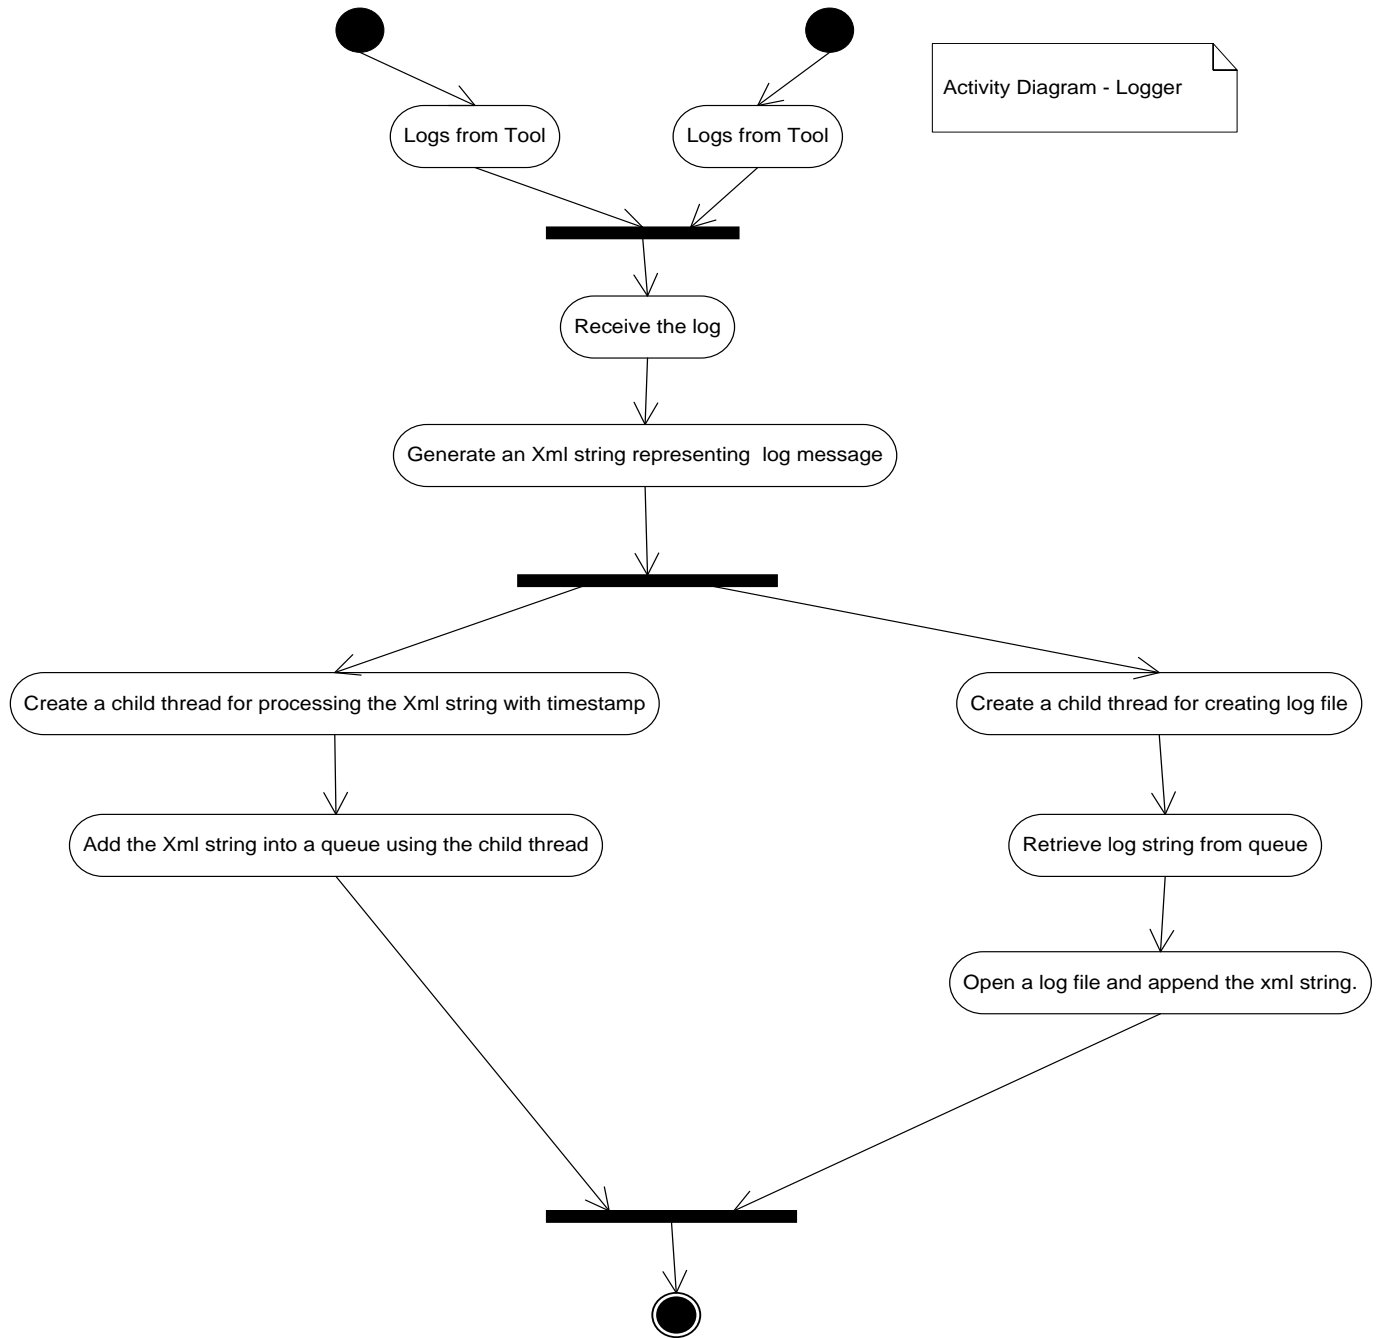 Activity Diagram - Logger
Logs from Tool
Logs from Tool
Receive the log
Generate an Xml string representing  log message
Create a child thread for processing the Xml string with timestamp
Create a child thread for creating log file
Add the Xml string into a queue using the child thread
Retrieve log string from queue
Open a log file and append the xml string.